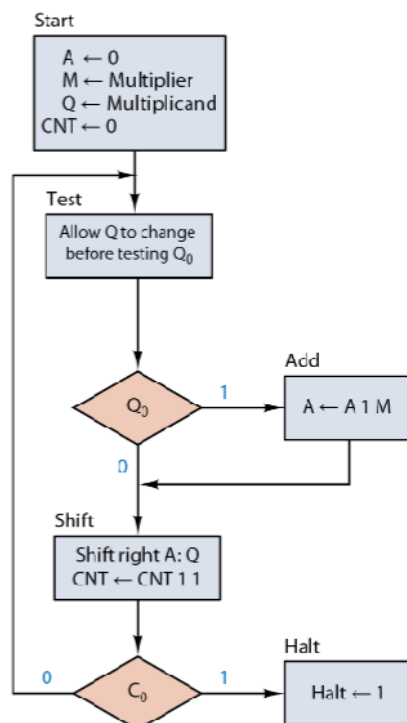 Start
A ← 0
M ← Multiplier
Q ← Multiplicand
CNT ← 0
Test
Allow Q to change
before testing Q₀
Add
Q₀
1
A ← A 1 M
0
Shift
Shift right A: Q
CNT ← CNT 1 1
Halt
0
C₀
1
Halt ← 1